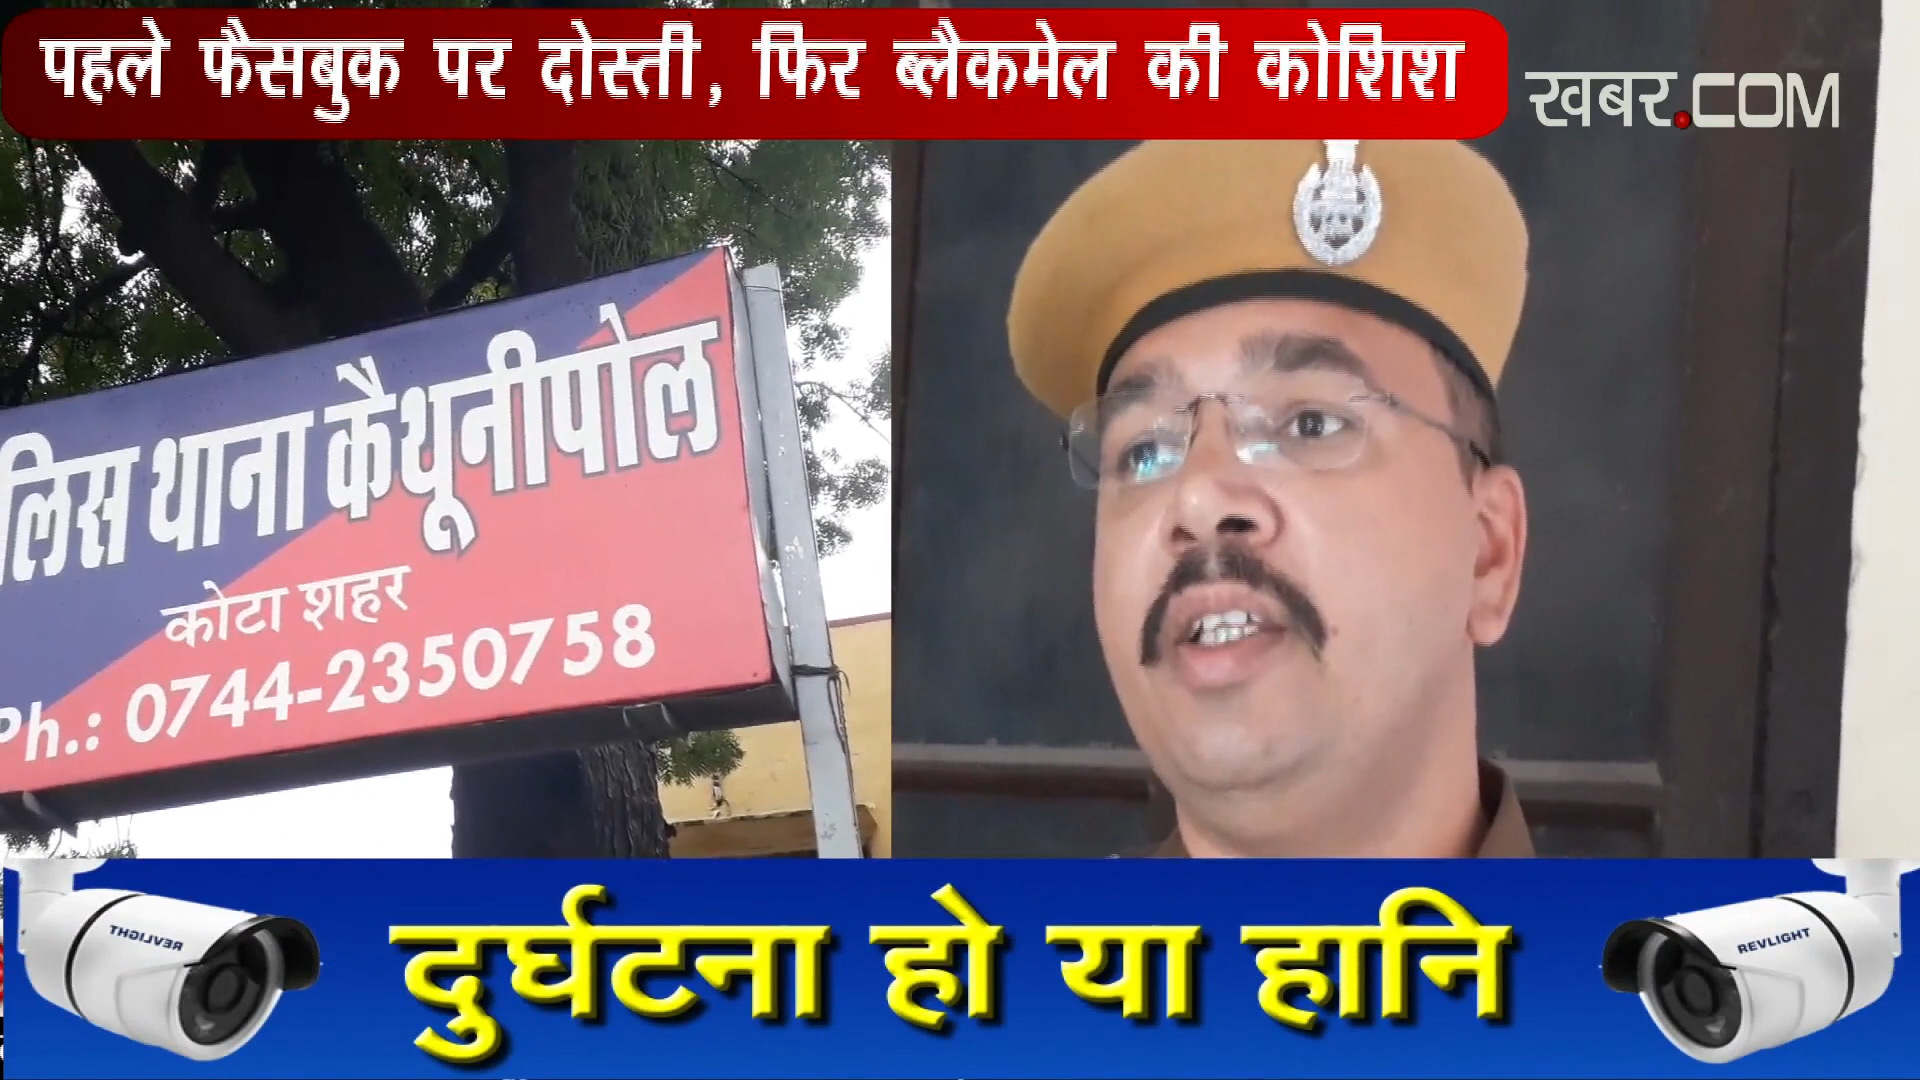 पहले फैसबुक पर दोस्ती, फिर ब्लैकमेल की कोशिश
खबर.COM
लिस थाना कैथूनीपोल
कोटा शहर
Ph.: 0744-2350758
दुर्घटना हो या हानि
REVLIGHT
REVLIGHT